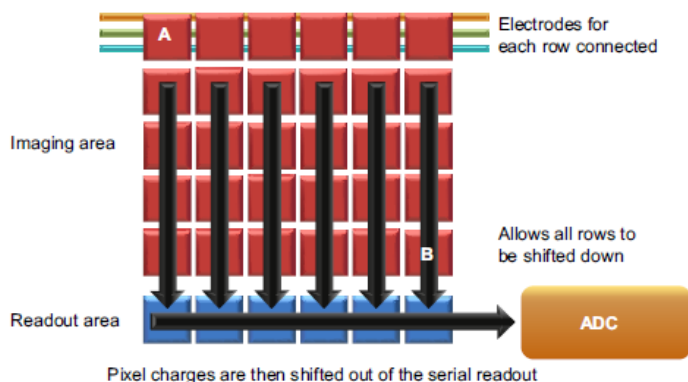 Electrodes for
each row connected
A
Imaging area
B
Allows all rows to
be shifted down
Readout area
ADC
Pixel charges are then shifted out of the serial readout